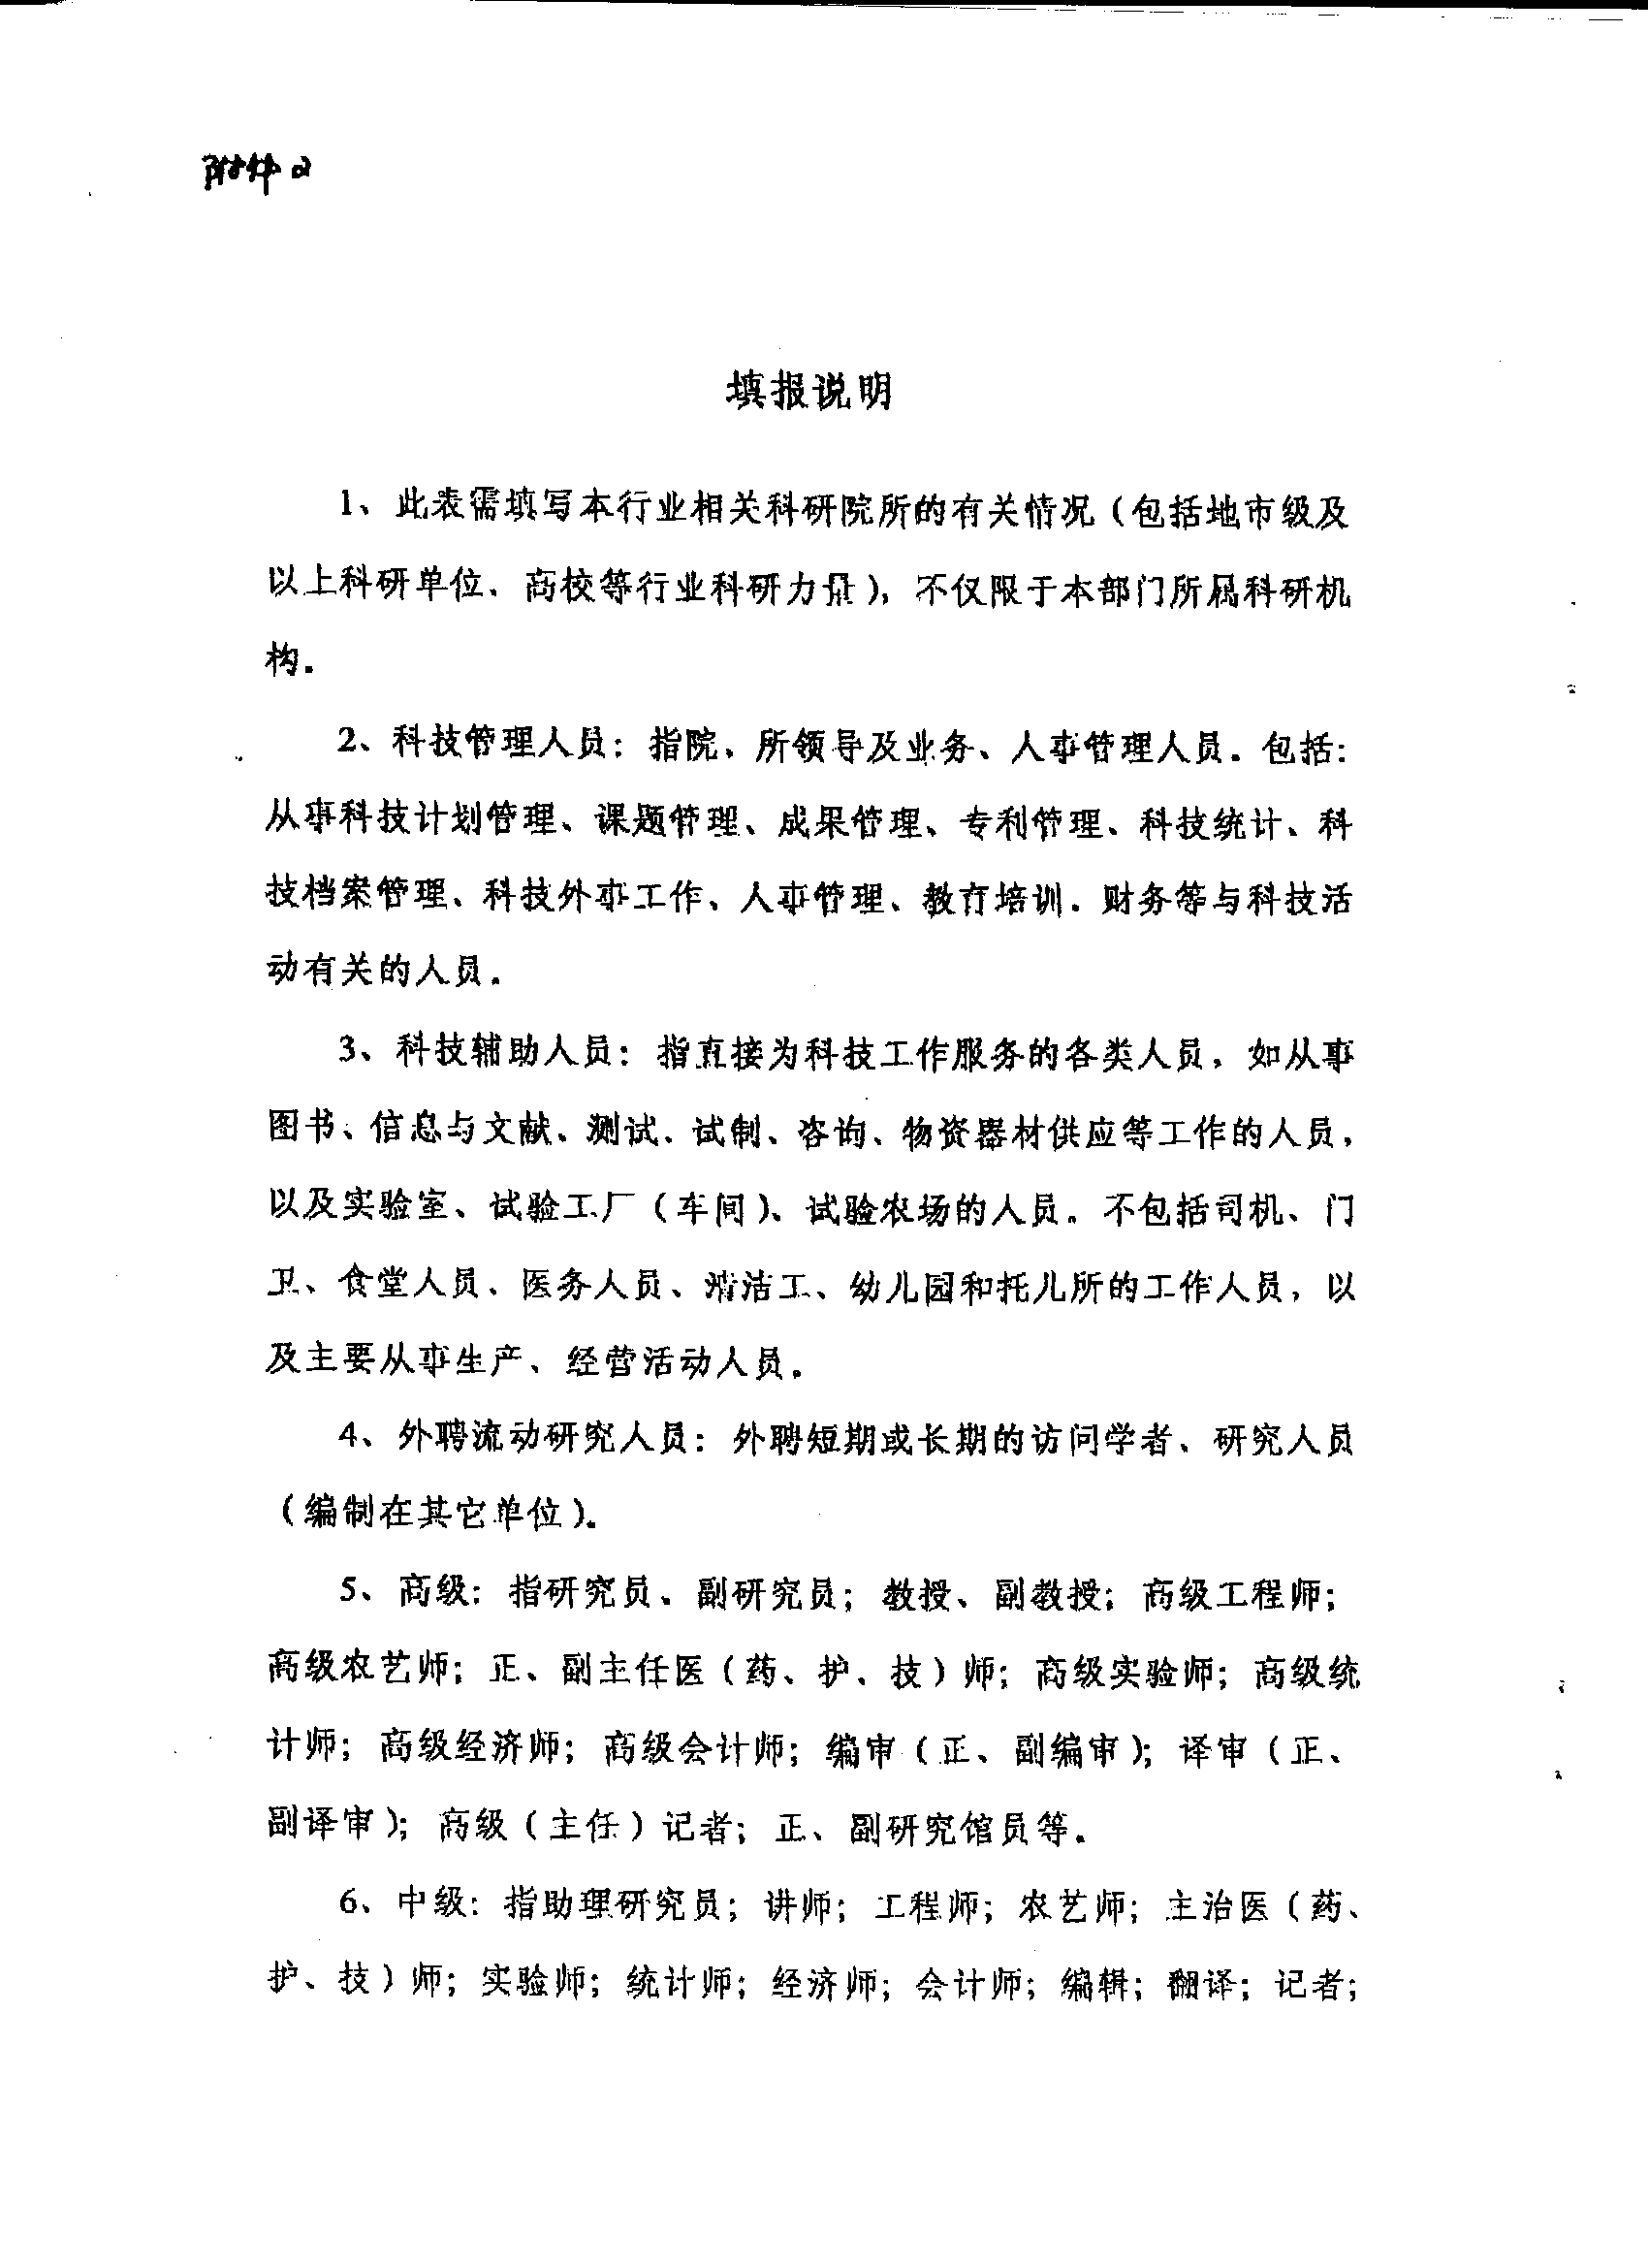 附件2
填报说明
1、此表需填写本行业相关科研院所的有关情况（包括地市级及
以上科研单位、高校等行业科研力量），不仅限于本部门所属科研机
构。
2、科技管理人员：指院、所领导及业务、人事管理人员。包括：
从事科技计划管理、课题管理、成果管理、专利管理、科技统计、科
技档案管理、科技外事工作、人事管理、教育培训、财务等与科技活
动有关的人员。
3、科技辅助人员：指直接为科技工作服务的各类人员，如从事
图书、信息与文献、测试、试制、咨询、物资器材供应等工作的人员，
以及实验室、试验工厂（车间）、试验农场的人员。不包括司机、门
卫、食堂人员、医务人员、清洁工、幼儿园和托儿所的工作人员，以
及主要从事生产、经营活动人员。
4、外聘流动研究人员：外聘短期或长期的访问学者、研究人员
（编制在其它单位）。
5、高级：指研究员、副研究员；教授、副教授；高级工程师；
高级农艺师；正、副主任医（药、护、技）师；高级实验师；高级统
计师；高级经济师；高级会计师；编审（正、副编审）；译审（正、
副译审）；高级（主任）记者；正、副研究馆员等。
6、中级：指助理研究员；讲师；工程师；农艺师；主治医（药、
护、技）师；实验师；统计师；经济师；会计师；编辑；翻译；记者；